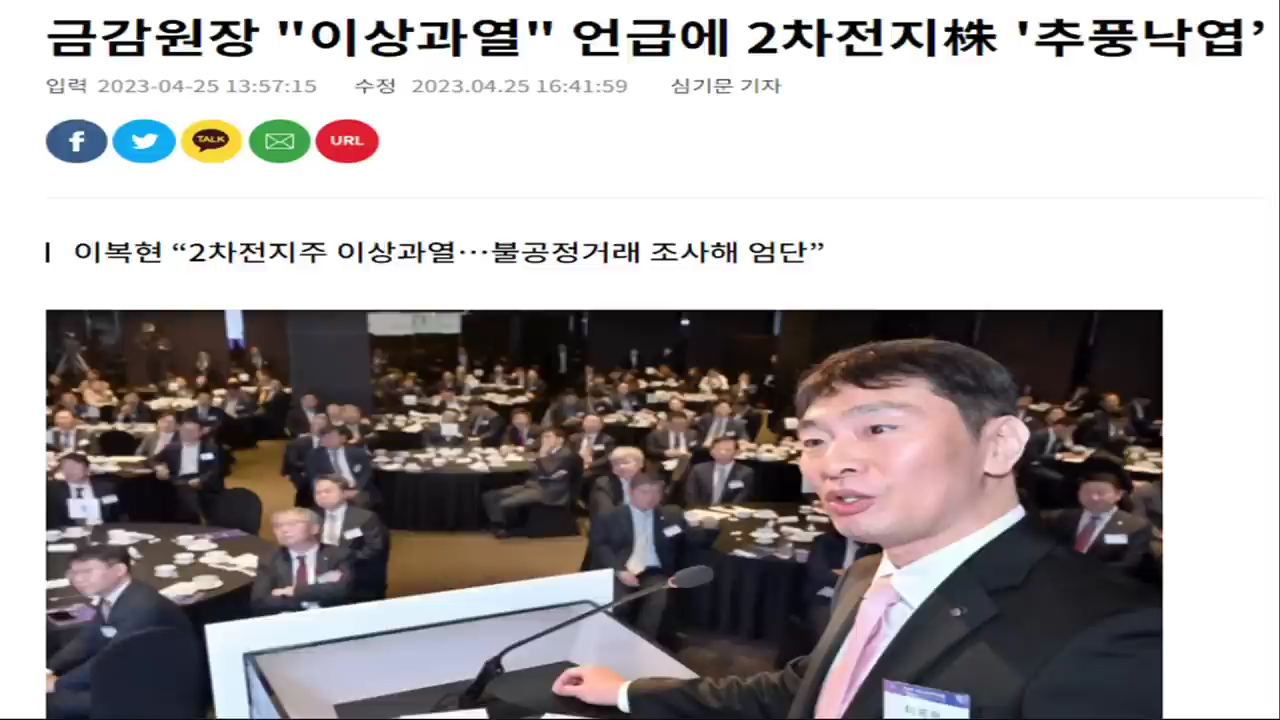 금감원장 "이상과열" 언급에 2차전지株 '추풍낙엽’
입력 2023-04-25 13:57:15 수정 2023.04.25 16:41:59 심기문 기자
TALK URL
이복현 “2차전지주 이상과열…불공정거래 조사해 엄단”